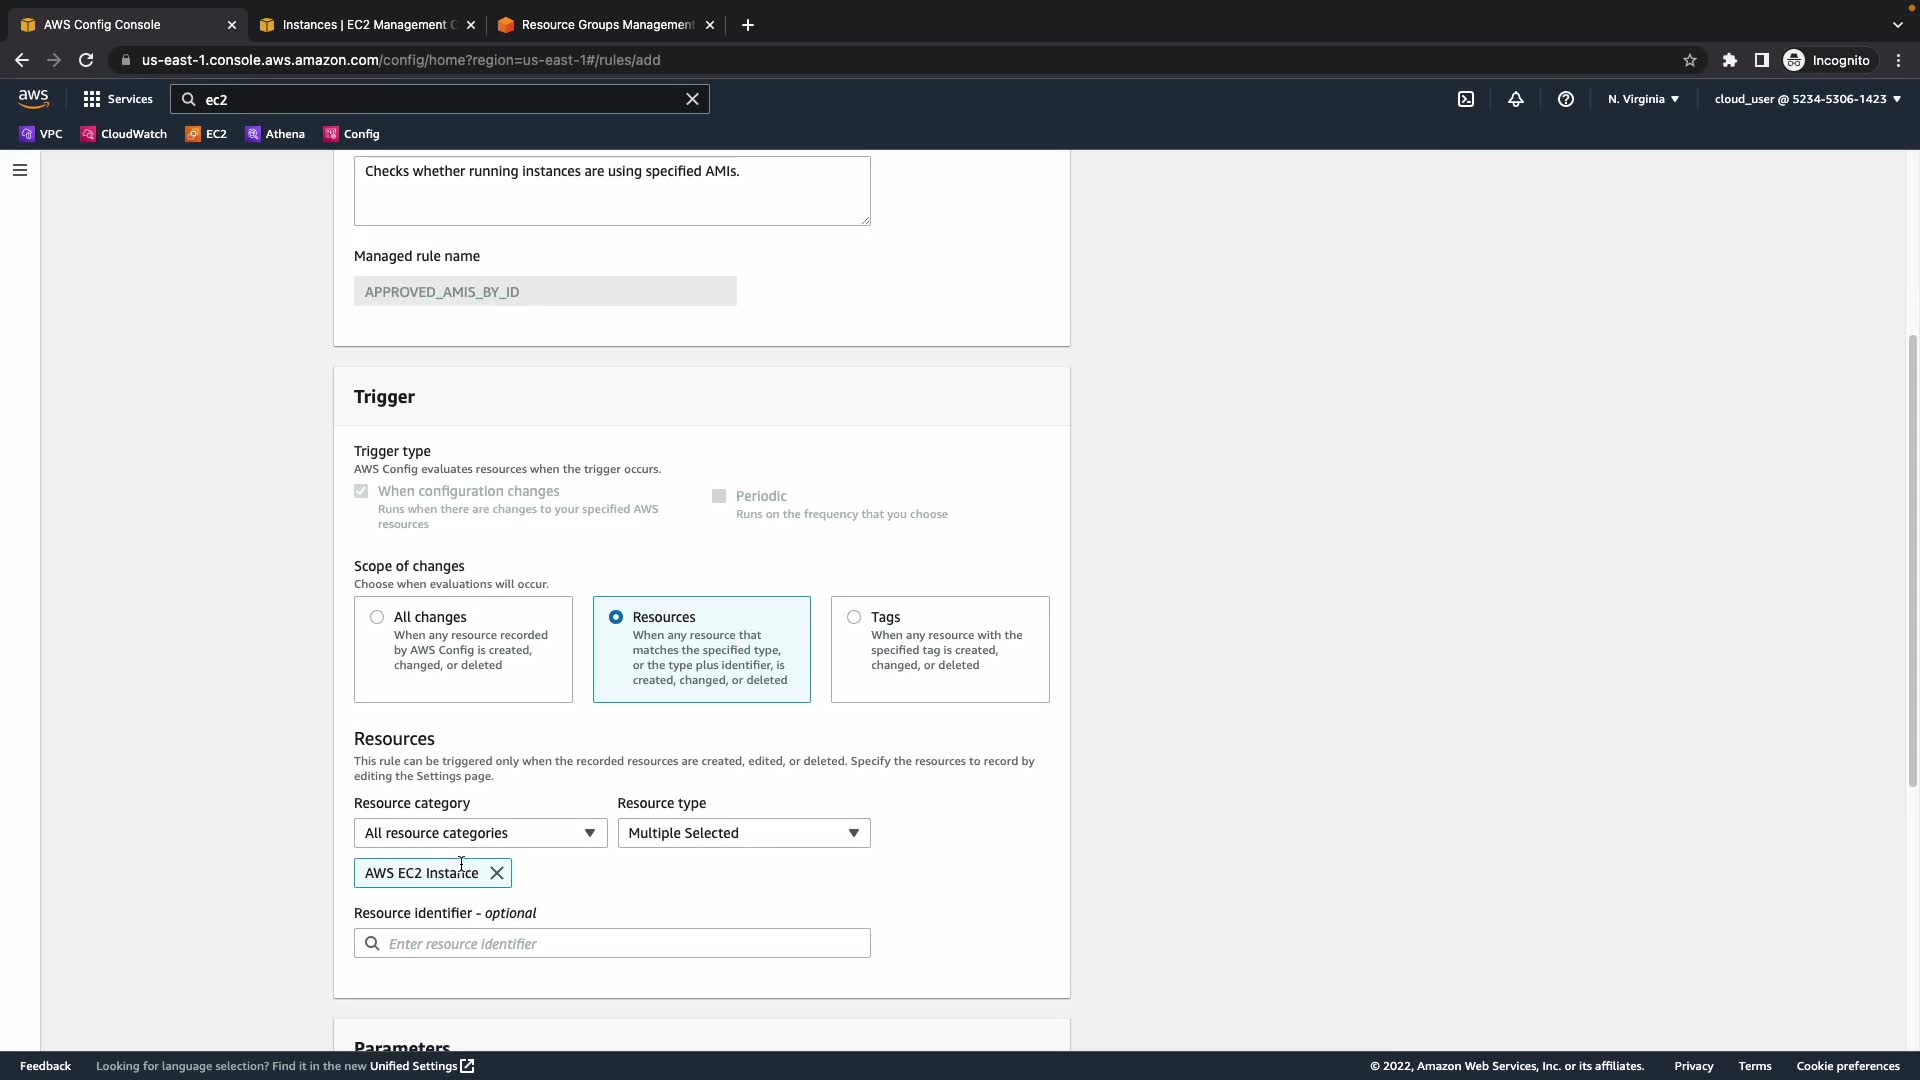 AWS Config Console
Instances | EC2 Management C
Resource Groups Management
us-east-1.console.aws.amazon.com/config/home?region=us-east-1#/rules/add
Incognito
aws
Services
ec2
N. Virginia
cloud_user @ 5234-5306-1423
VPC
CloudWatch
EC2
Athena
Config
Checks whether running instances are using specified AMIs.
Managed rule name
APPROVED_AMIS_BY_ID
Trigger
Trigger type
AWS Config evaluates resources when the trigger occurs.
When configuration changes
Runs when there are changes to your specified AWS
resources
Periodic
Runs on the frequency that you choose
Scope of changes
Choose when evaluations will occur.
All changes
When any resource recorded
by AWS Config is created,
changed, or deleted
Resources
When any resource that
matches the specified type,
or the type plus identifier, is
created, changed, or deleted
Tags
When any resource with the
specified tag is created,
changed, or deleted
Resources
This rule can be triggered only when the recorded resources are created, edited, or deleted. Specify the resources to record by
editing the Settings page.
Resource category
Resource type
All resource categories
Multiple Selected
AWS EC2 Instance
Resource identifier - optional
Enter resource identifier
Parameters
Feedback
Looking for language selection? Find it in the new Unified Settings
© 2022, Amazon Web Services, Inc. or its affiliates.
Privacy
Terms
Cookie preferences